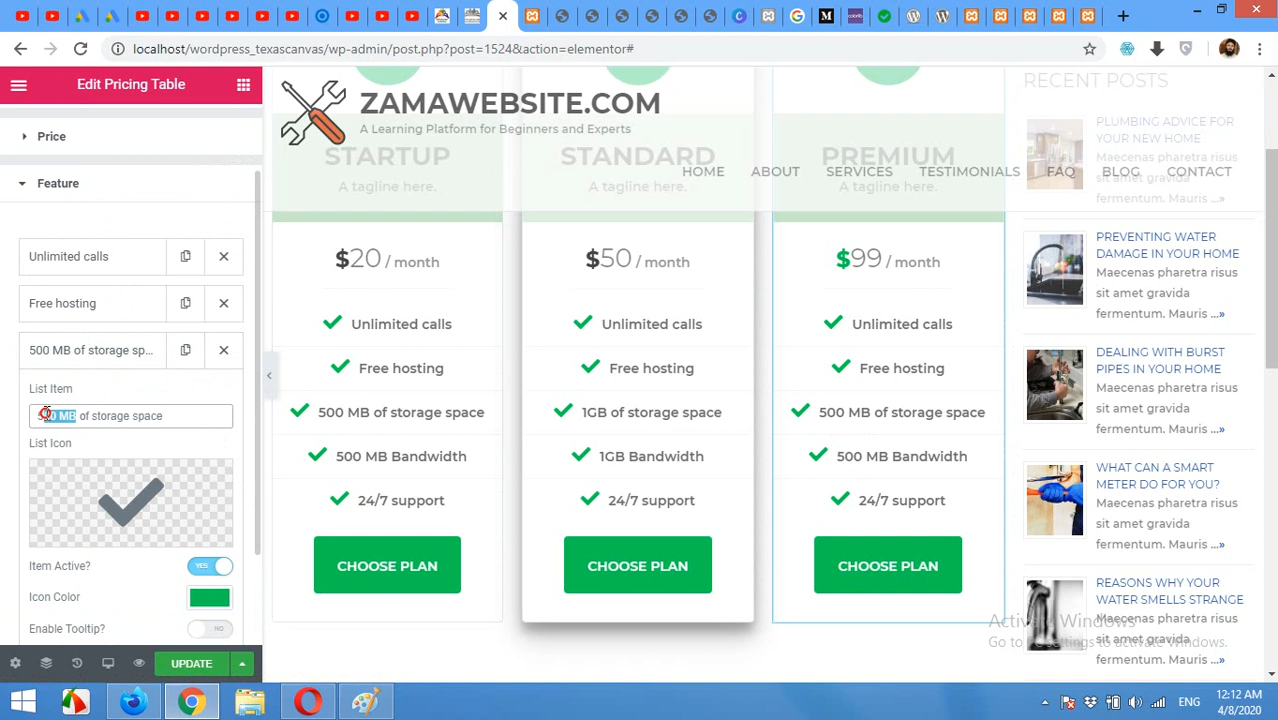 localhost/wordpress_texascanvas/wp-admin/post.php?post=1524&action=elementor#
Edit Pricing Table
Price
Feature
Unlimited calls
Free hosting
500 MB of storage sp...
List Item
500 MB of storage space
List Icon
Item Active?
YES
Icon Color
Enable Tooltip?
NO
UPDATE
ZAMAWEBSITE.COM
A Learning Platform for Beginners and Experts
HOME ABOUT SERVICES TESTIMONIALS FAQ BLOG CONTACT
STARTUP
A tagline here.
$20 / month
Unlimited calls
Free hosting
500 MB of storage space
500 MB Bandwidth
24/7 support
CHOOSE PLAN
STANDARD
A tagline here.
$50 / month
Unlimited calls
Free hosting
1GB of storage space
1GB Bandwidth
24/7 support
CHOOSE PLAN
PREMIUM
A tagline here.
$99 / month
Unlimited calls
Free hosting
500 MB of storage space
500 MB Bandwidth
24/7 support
CHOOSE PLAN
RECENT POSTS
PLUMBING ADVICE FOR
YOUR NEW HOME
Maecenas pharetra risus
sit amet gravida
fermentum. Mauris ...»
PREVENTING WATER
DAMAGE IN YOUR HOME
Maecenas pharetra risus
sit amet gravida
fermentum. Mauris ...»
DEALING WITH BURST
PIPES IN YOUR HOME
Maecenas pharetra risus
sit amet gravida
fermentum. Mauris ...»
WHAT CAN A SMART
METER DO FOR YOU?
Maecenas pharetra risus
sit amet gravida
fermentum. Mauris ...»
REASONS WHY YOUR
WATER SMELLS STRANGE
Maecenas pharetra risus
sit amet gravida
fermentum. Mauris ...»
Activate Windows
Go to PC settings to activate Windows.
ENG
12:12 AM
4/8/2020